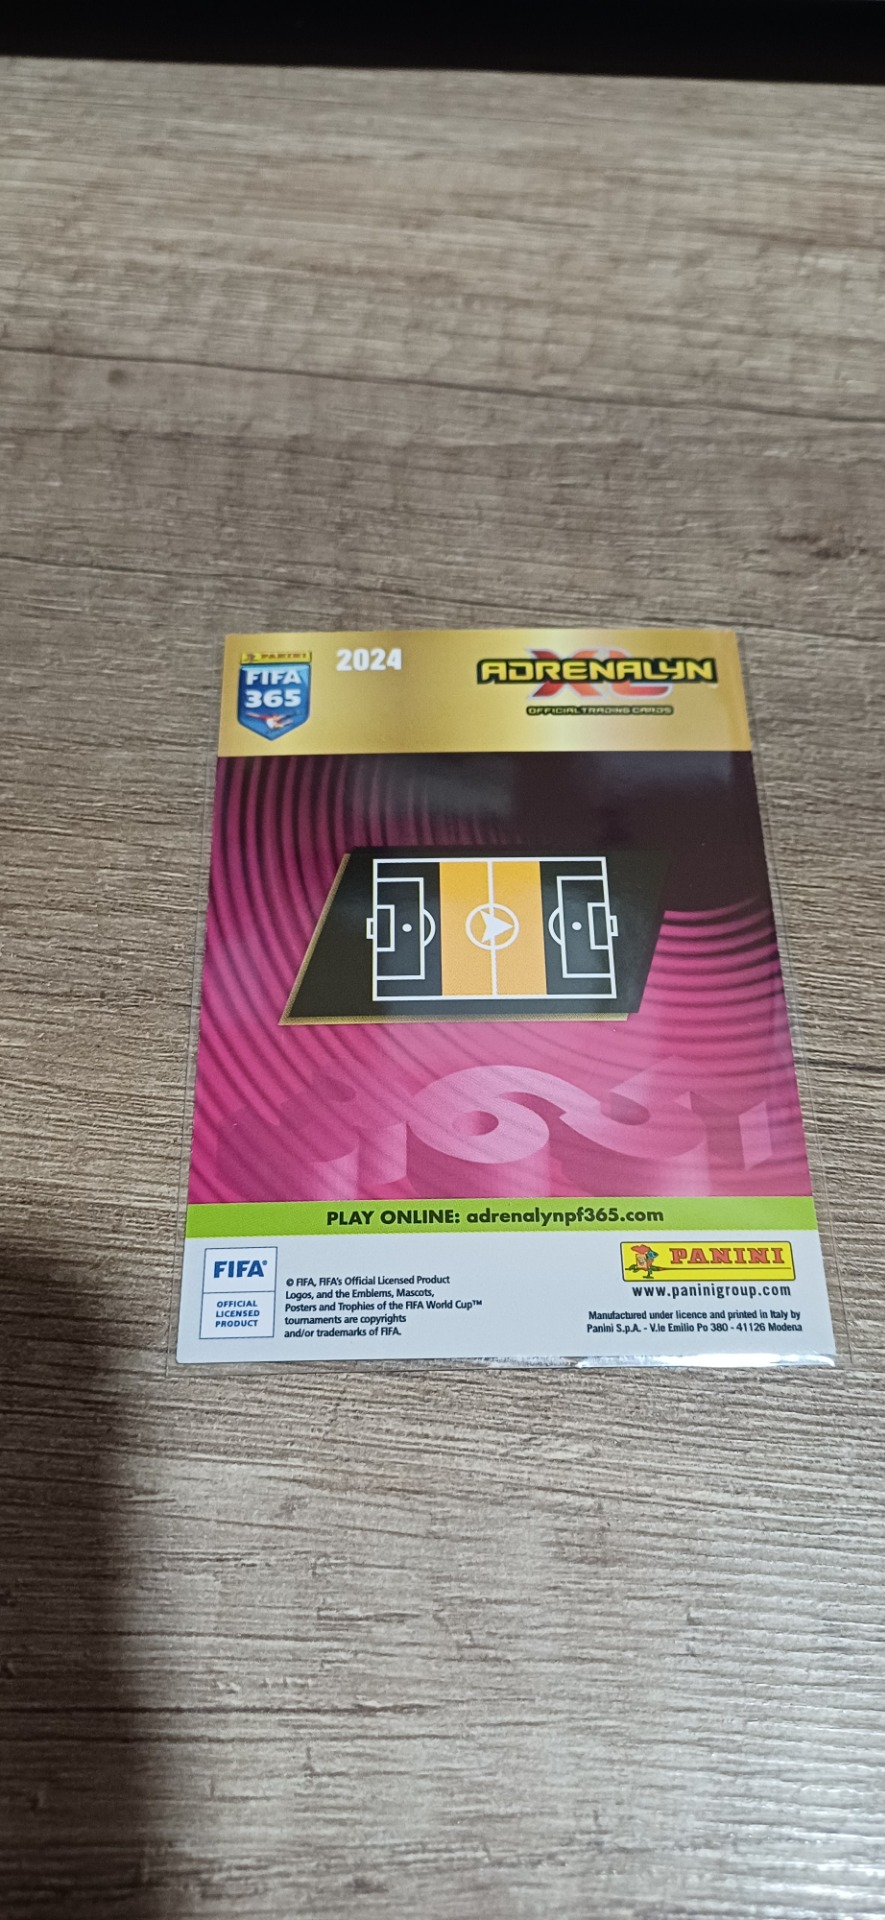 PANINI
FIFA
365
2024
ADRENALYN
XL
OFFICIAL TRADING CARDS
365
PLAY ONLINE: adrenalynpf365.com
FIFA®
OFFICIAL
LICENSED
PRODUCT
© FIFA, FIFA's Official Licensed Product
Logos, and the Emblems, Mascots,
Posters and Trophies of the FIFA World Cup™
tournaments are copyrights
and/or trademarks of FIFA.
PANINI
www.paninigroup.com
Manufactured under licence and printed in Italy by
Panini S.p.A. - V.le Emilio Po 380 - 41126 Modena